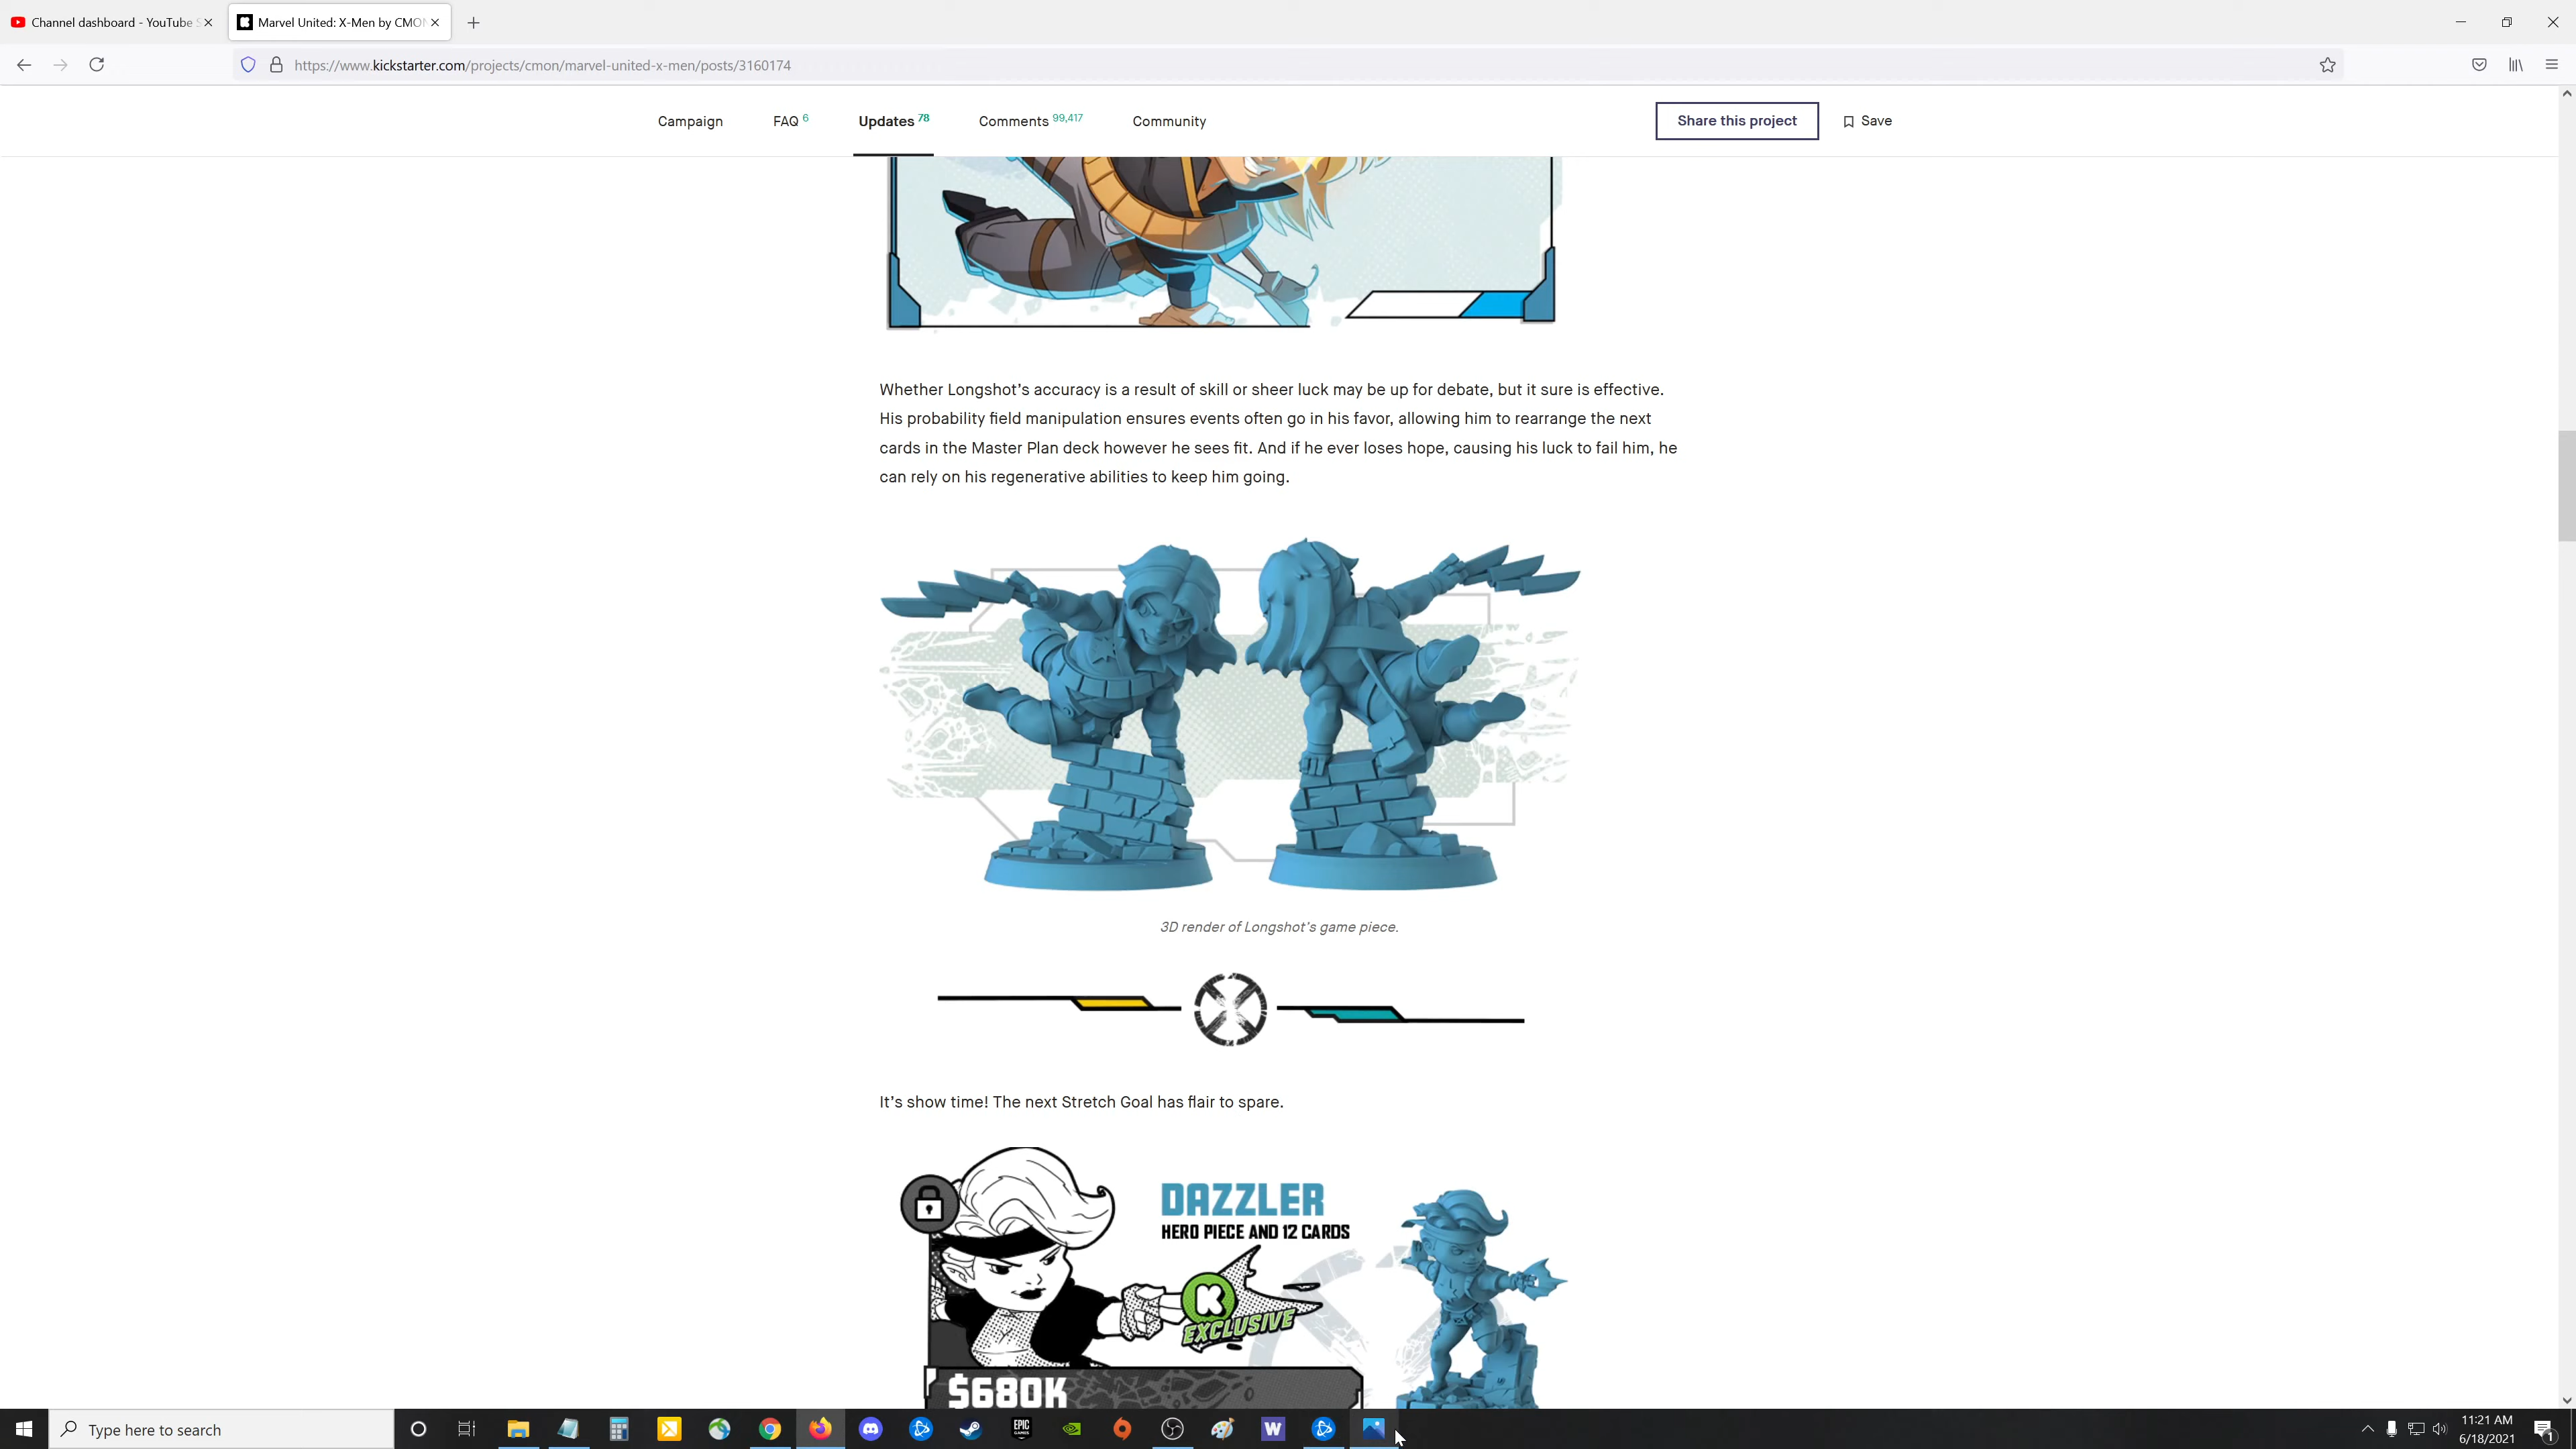 Channel dashboard - YouTube S
Marvel United: X-Men by CMON
https://www.kickstarter.com/projects/cmon/marvel-united-x-men/posts/3160174
Campaign
FAQ 6
Updates 78
Comments 99,417
Community
Share this project
Save
Whether Longshot's accuracy is a result of skill or sheer luck may be up for debate, but it sure is effective.
His probability field manipulation ensures events often go in his favor, allowing him to rearrange the next
cards in the Master Plan deck however he sees fit. And if he ever loses hope, causing his luck to fail him, he
can rely on his regenerative abilities to keep him going.
3D render of Longshot's game piece.
It's show time! The next Stretch Goal has flair to spare.
DAZZLER
HERO PIECE AND 12 CARDS
K
EXCLUSIVE
$680K
Type here to search
EPIC
GAMES
W
11:21 AM
6/18/2021
1